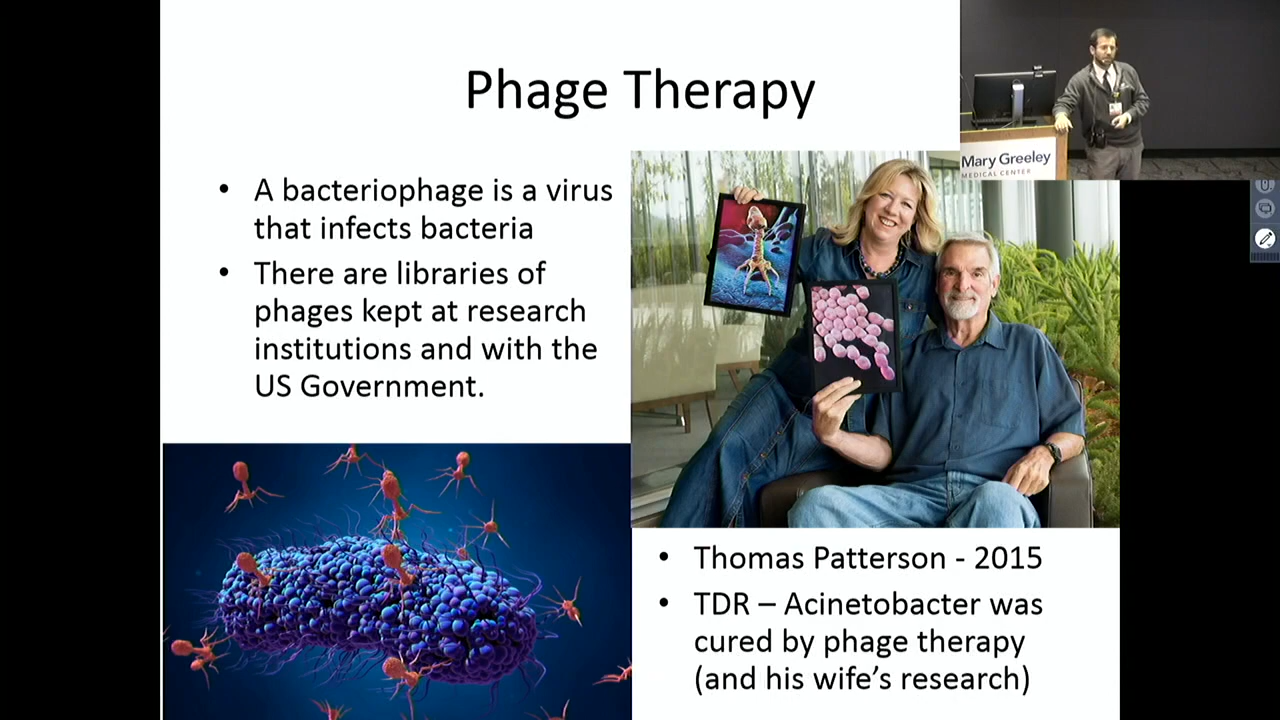 Phage Therapy
• A bacteriophage is a virus
that infects bacteria
• There are libraries of
phages kept at research
institutions and with the
US Government.
Mary Greeley
MEDICAL CENTER
• Thomas Patterson - 2015
• TDR – Acinetobacter was
cured by phage therapy
(and his wife’s research)